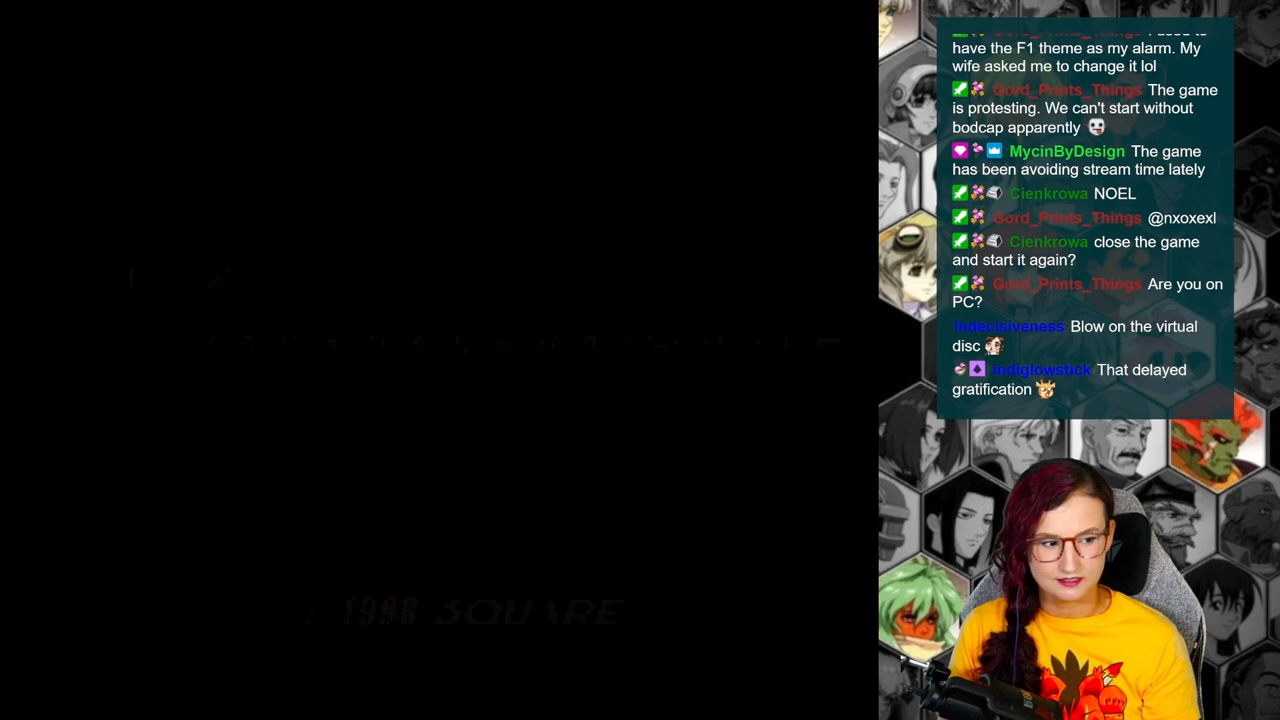 have the F1 theme as my alarm. My
wife asked me to change it lol
Gord_Prints_Things The game
is protesting. We can't start without
bodcap apparently
MycinByDesign The game
has been avoiding stream time lately
Cienkrowa NOEL
Gord_Prints_Things @nxoxexl
Cienkrowa close the game
and start it again?
Gord_Prints_Things Are you on
PC?
Indecisiveness Blow on the virtual
disc
indiglowstick That delayed
gratification
1998 SQUARE